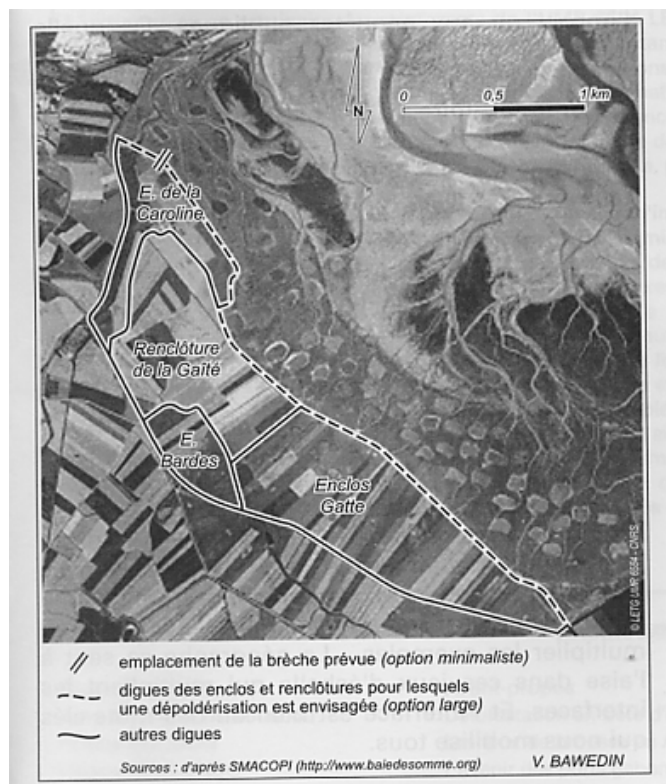 N
0 0,5 1 km
E. de la
Caroline
Renclôture
de la Gaîté
E.
Bardes
Enclos
Gatte
© LETG UMR 6554 - CNRS
emplacement de la brèche prévue (option minimaliste)
digues des enclos et renclôtures pour lesquels
une dépoldérisation est envisagée (option large)
autres digues
Sources : d'après SMACOPI (http://www.baiedesomme.org)
V. BAWEDIN